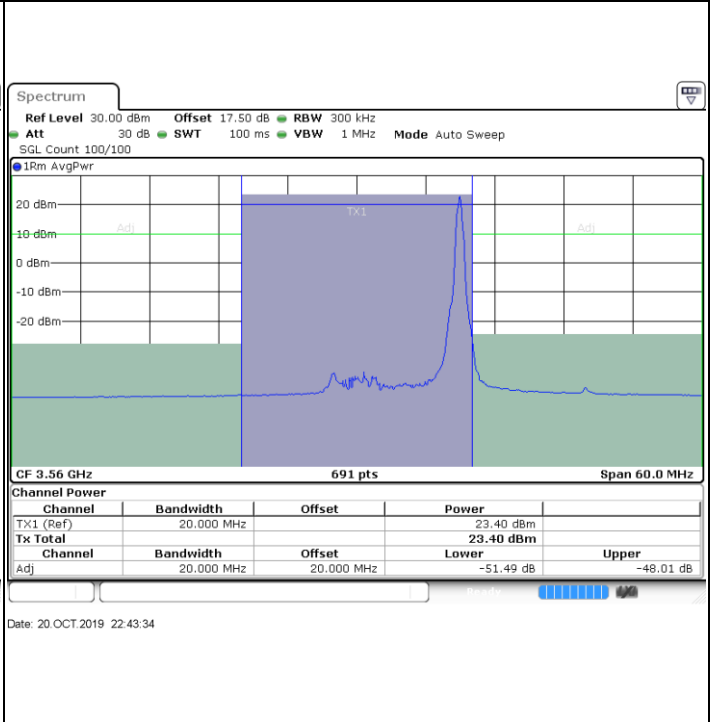 Spectrum
Ref Level 30.00 dBm Offset 17.50 dB RBW 300 kHz
Att 30 dB SWT 100 ms VBW 1 MHz Mode Auto Sweep
SGL Count 100/100
1Rm AvgPwr
TX1
20 dBm
Adj Adj
10 dBm
0 dBm
-10 dBm
-20 dBm
CF 3.56 GHz 691 pts Span 60.0 MHz
Channel Power
Channel Bandwidth Offset Power
TX1 (Ref) 20.000 MHz 23.40 dBm
Tx Total 23.40 dBm
Channel Bandwidth Offset Lower Upper
Adj 20.000 MHz 20.000 MHz -51.49 dB -48.01 dB
Ready
Date: 20.OCT.2019 22:43:34